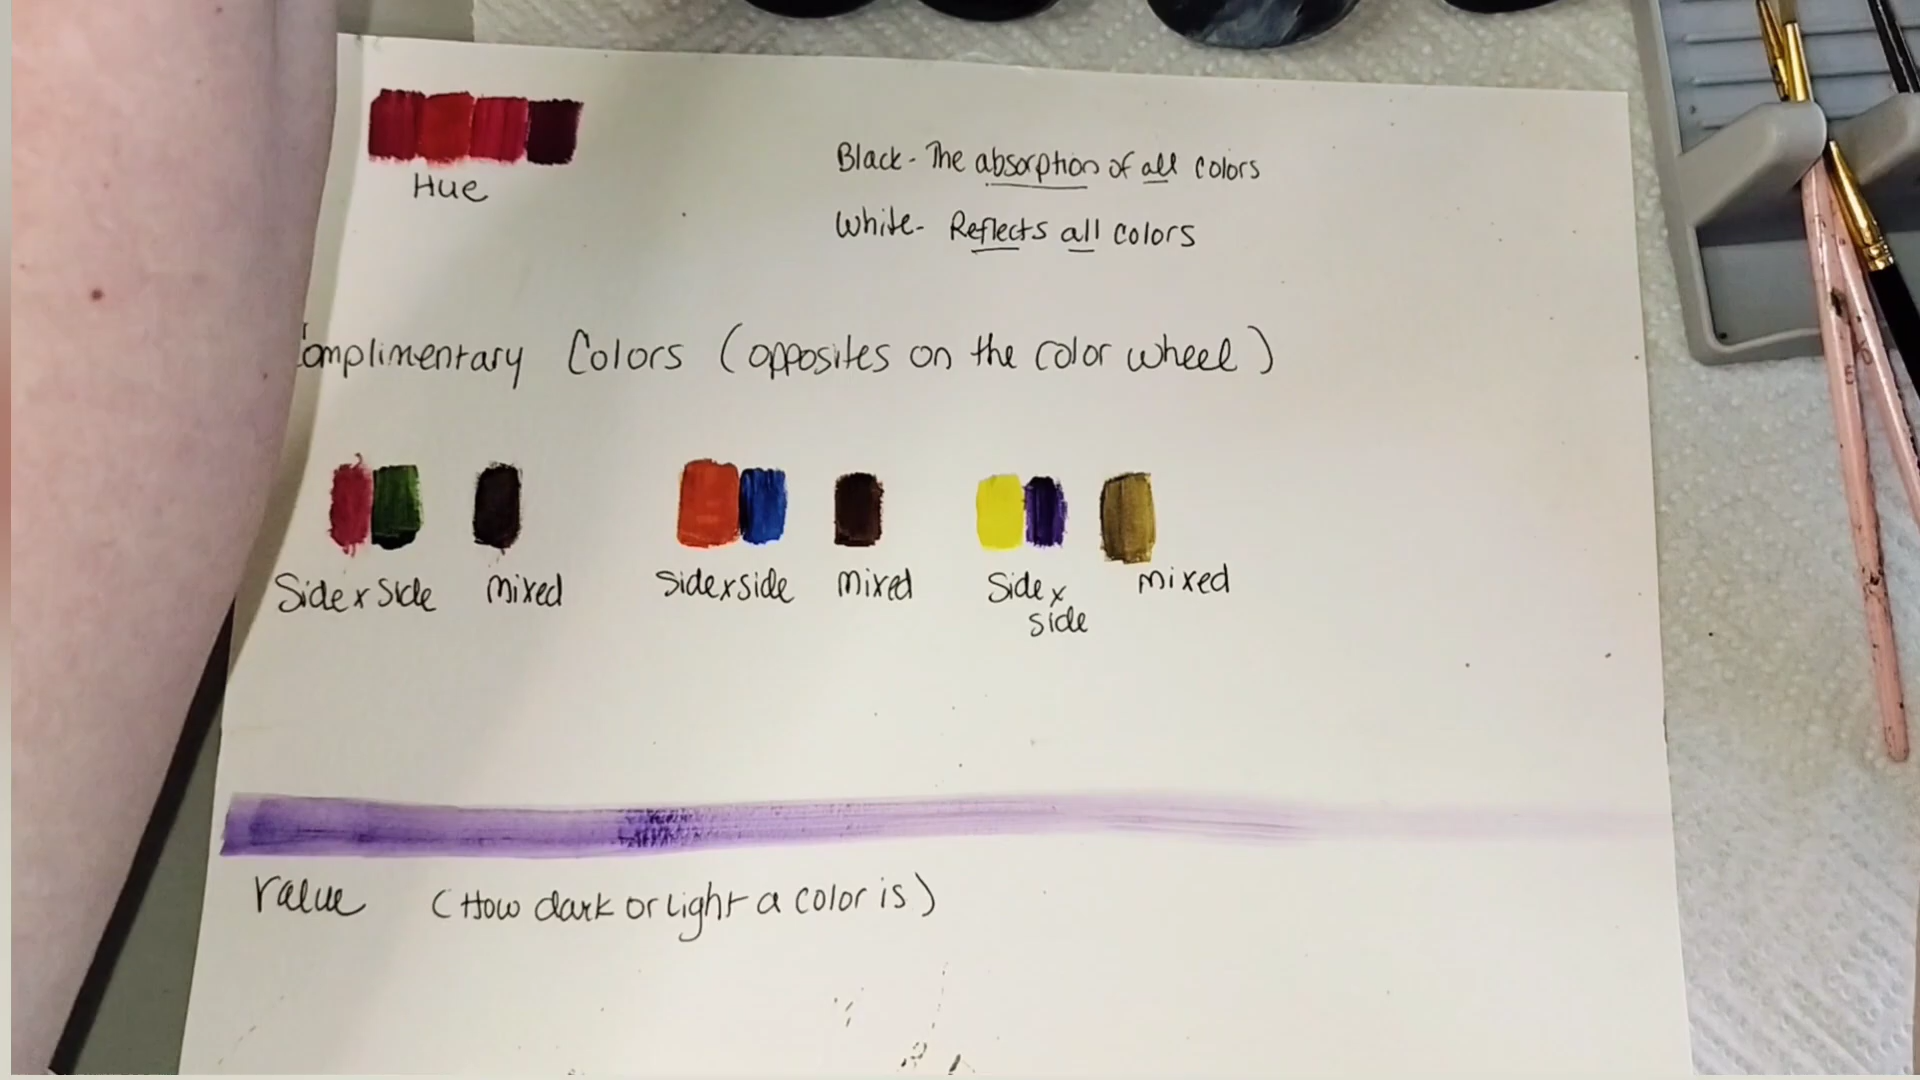 Hue
Black - The absorption of all colors
White - Reflects all colors
Complimentary Colors (opposites on the color wheel)
Side x Side
mixed
Side x side
mixed
Side x
side
mixed
Value (How dark or light a color is)